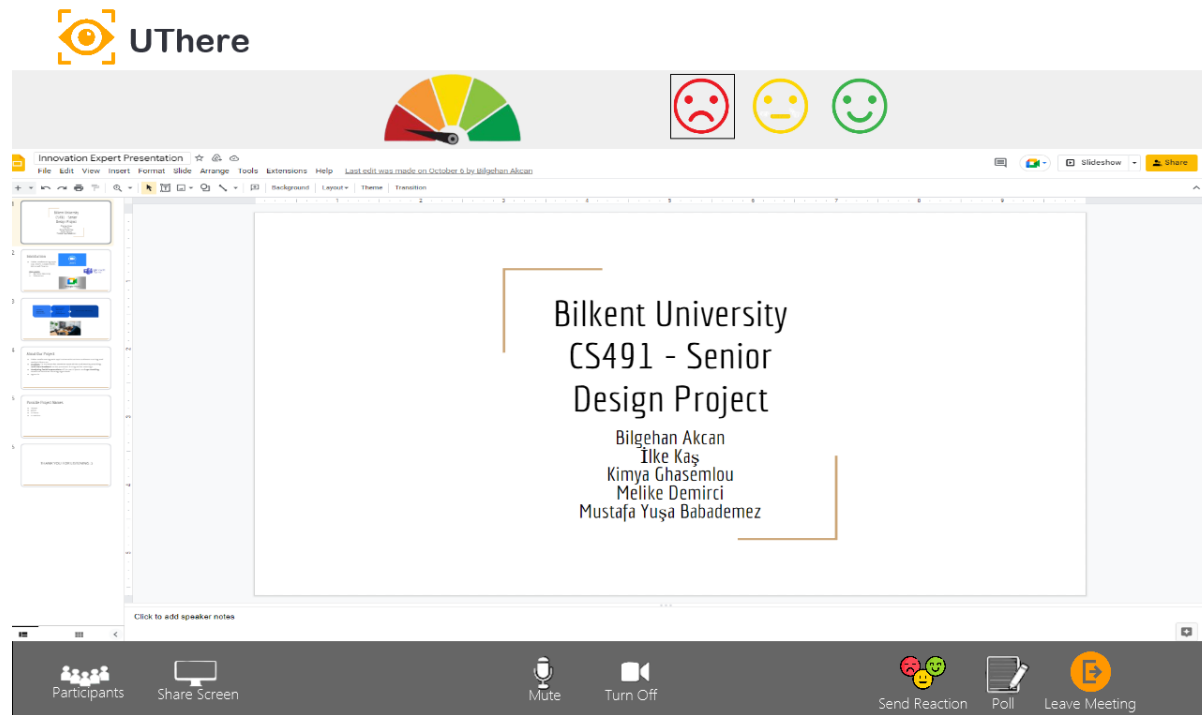 UThere
Innovation Expert Presentation
File Edit View Insert Format Slide Arrange Tools Extensions Help Last edit was made on October 6 by Bilgehan Akcan
Slideshow
Share
Background Layout Theme Transition
Bilkent University
CS491 - Senior
Design Project
Bilgehan Akcan
İlke Kaş
Kimya Ghasemlou
Melike Demirci
Mustafa Yuşa Babademez
Click to add speaker notes
Participants
Share Screen
Mute
Turn Off
Send Reaction
Poll
Leave Meeting